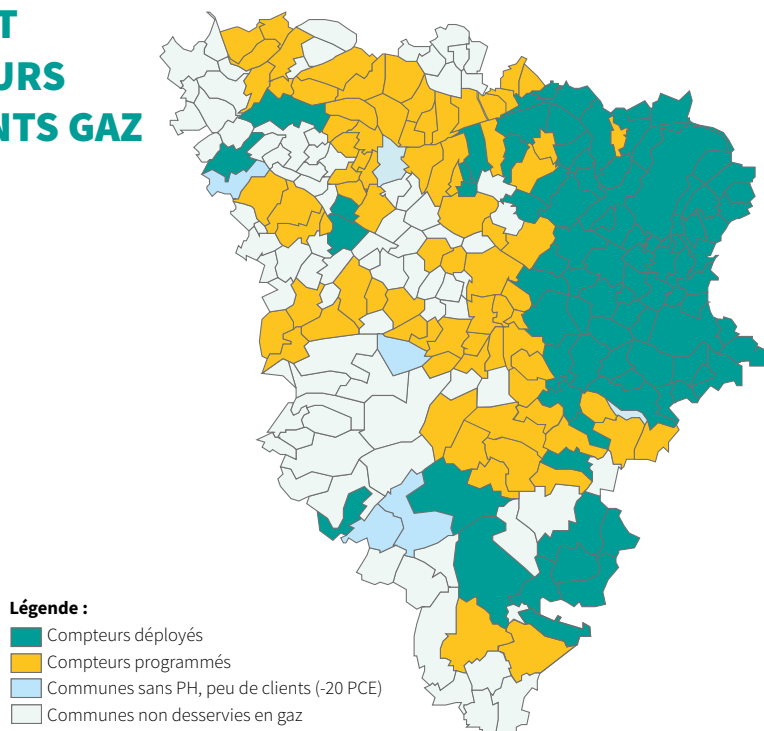 T
URS
NTS GAZ
Légende :
Compteurs déployés
Compteurs programmés
Communes sans PH, peu de clients (-20 PCE)
Communes non desservies en gaz